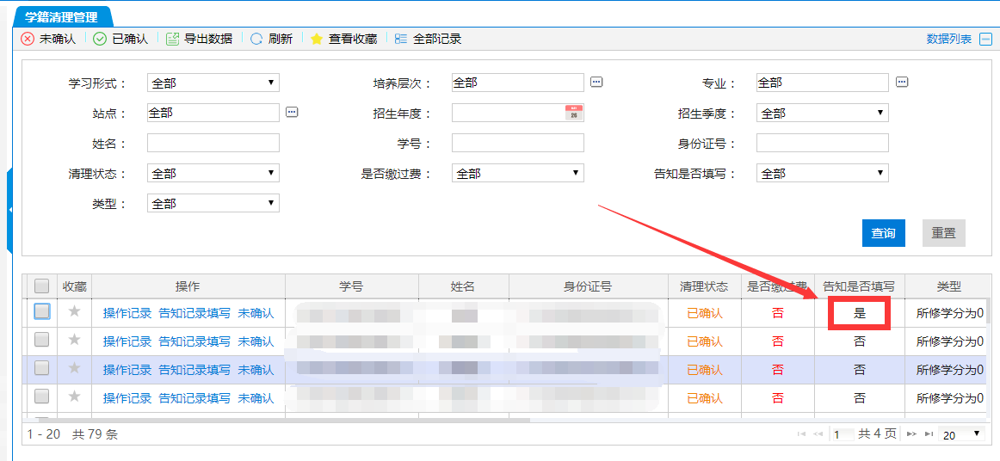 学籍清理管理
未确认 已确认 导出数据 刷新 查看收藏 全部记录 数据列表
学习形式： 全部 培养层次： 全部 专业： 全部
站点： 全部 招生年度： 招生季度： 全部
姓名： 学号： 身份证号：
清理状态： 全部 是否缴过费： 全部 告知是否填写： 全部
类型： 全部
查询 重置
收藏 操作 学号 姓名 身份证号 清理状态 是否缴过费 告知是否填写 类型
操作记录 告知记录填写 未确认 已确认 否 是 所修学分为0
操作记录 告知记录填写 未确认 已确认 否 否 所修学分为0
操作记录 告知记录填写 未确认 已确认 否 否 所修学分为0
操作记录 告知记录填写 未确认 已确认 否 否 所修学分为0
1 - 20 共 79 条 1 共 4 页 20